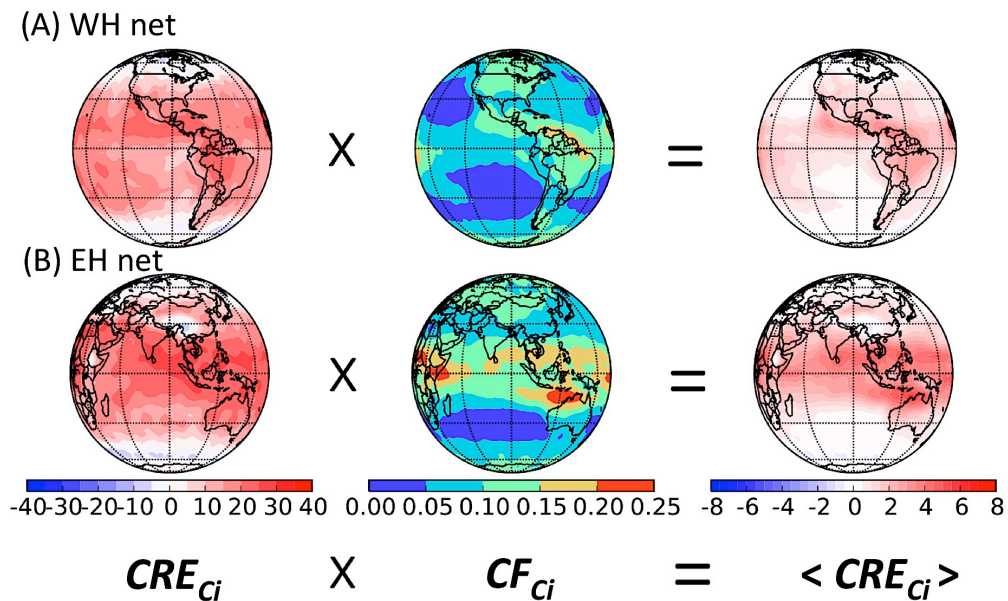 (A) WH net
X =
(B) EH net
X =
-40 -30 -20 -10 0 10 20 30 40 0.00 0.05 0.10 0.15 0.20 0.25 -8 -6 -4 -2 0 2 4 6 8
CRE_Ci X CF_Ci = < CRE_Ci >